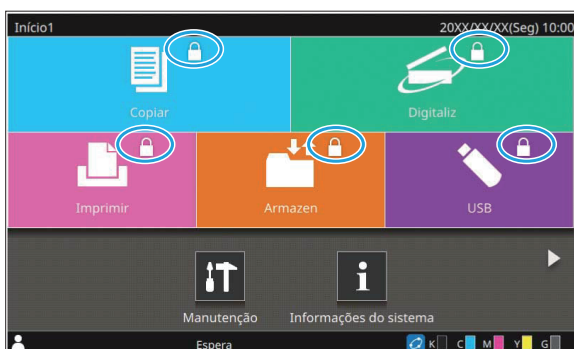 Início1 20XX/XX/XX(Seg) 10:00
Copiar Digitaliz
Imprimir Armazen USB
Manutenção Informações do sistema
Espera K C M Y G